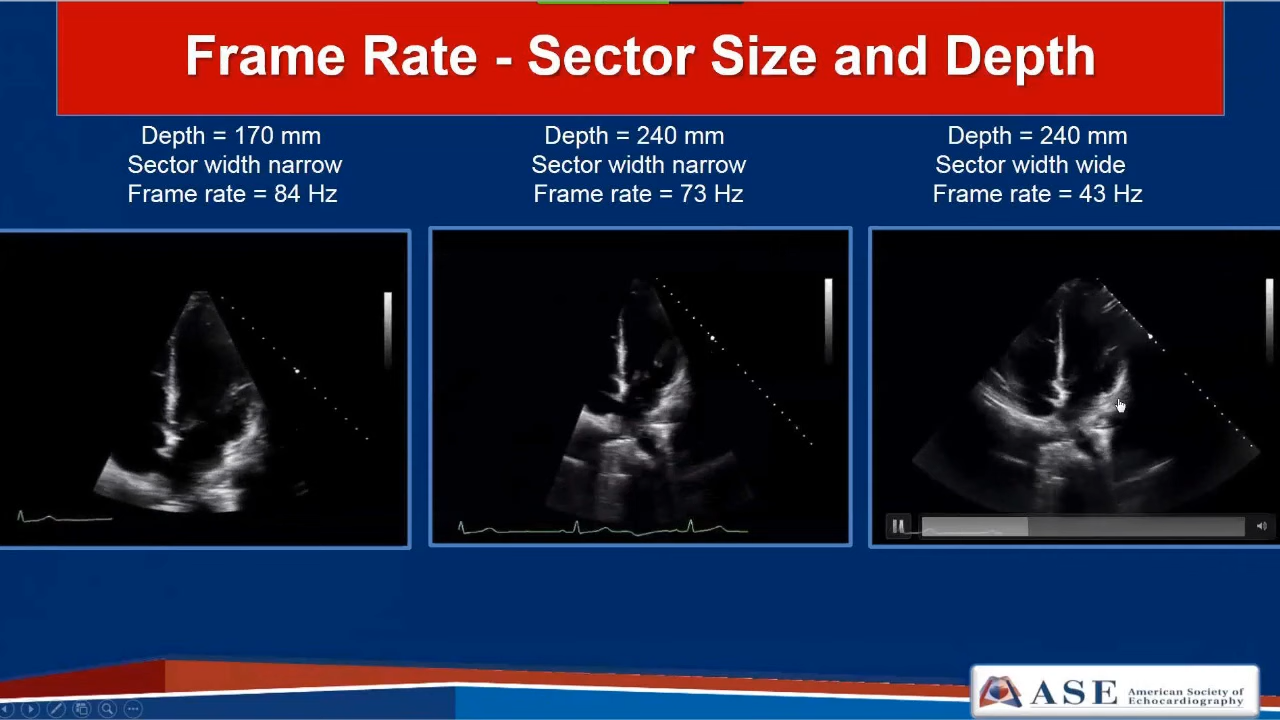 Frame Rate - Sector Size and Depth
Depth = 170 mm
Sector width narrow
Frame rate = 84 Hz
Depth = 240 mm
Sector width narrow
Frame rate = 73 Hz
Depth = 240 mm
Sector width wide
Frame rate = 43 Hz
ASE
American Society of
Echocardiography